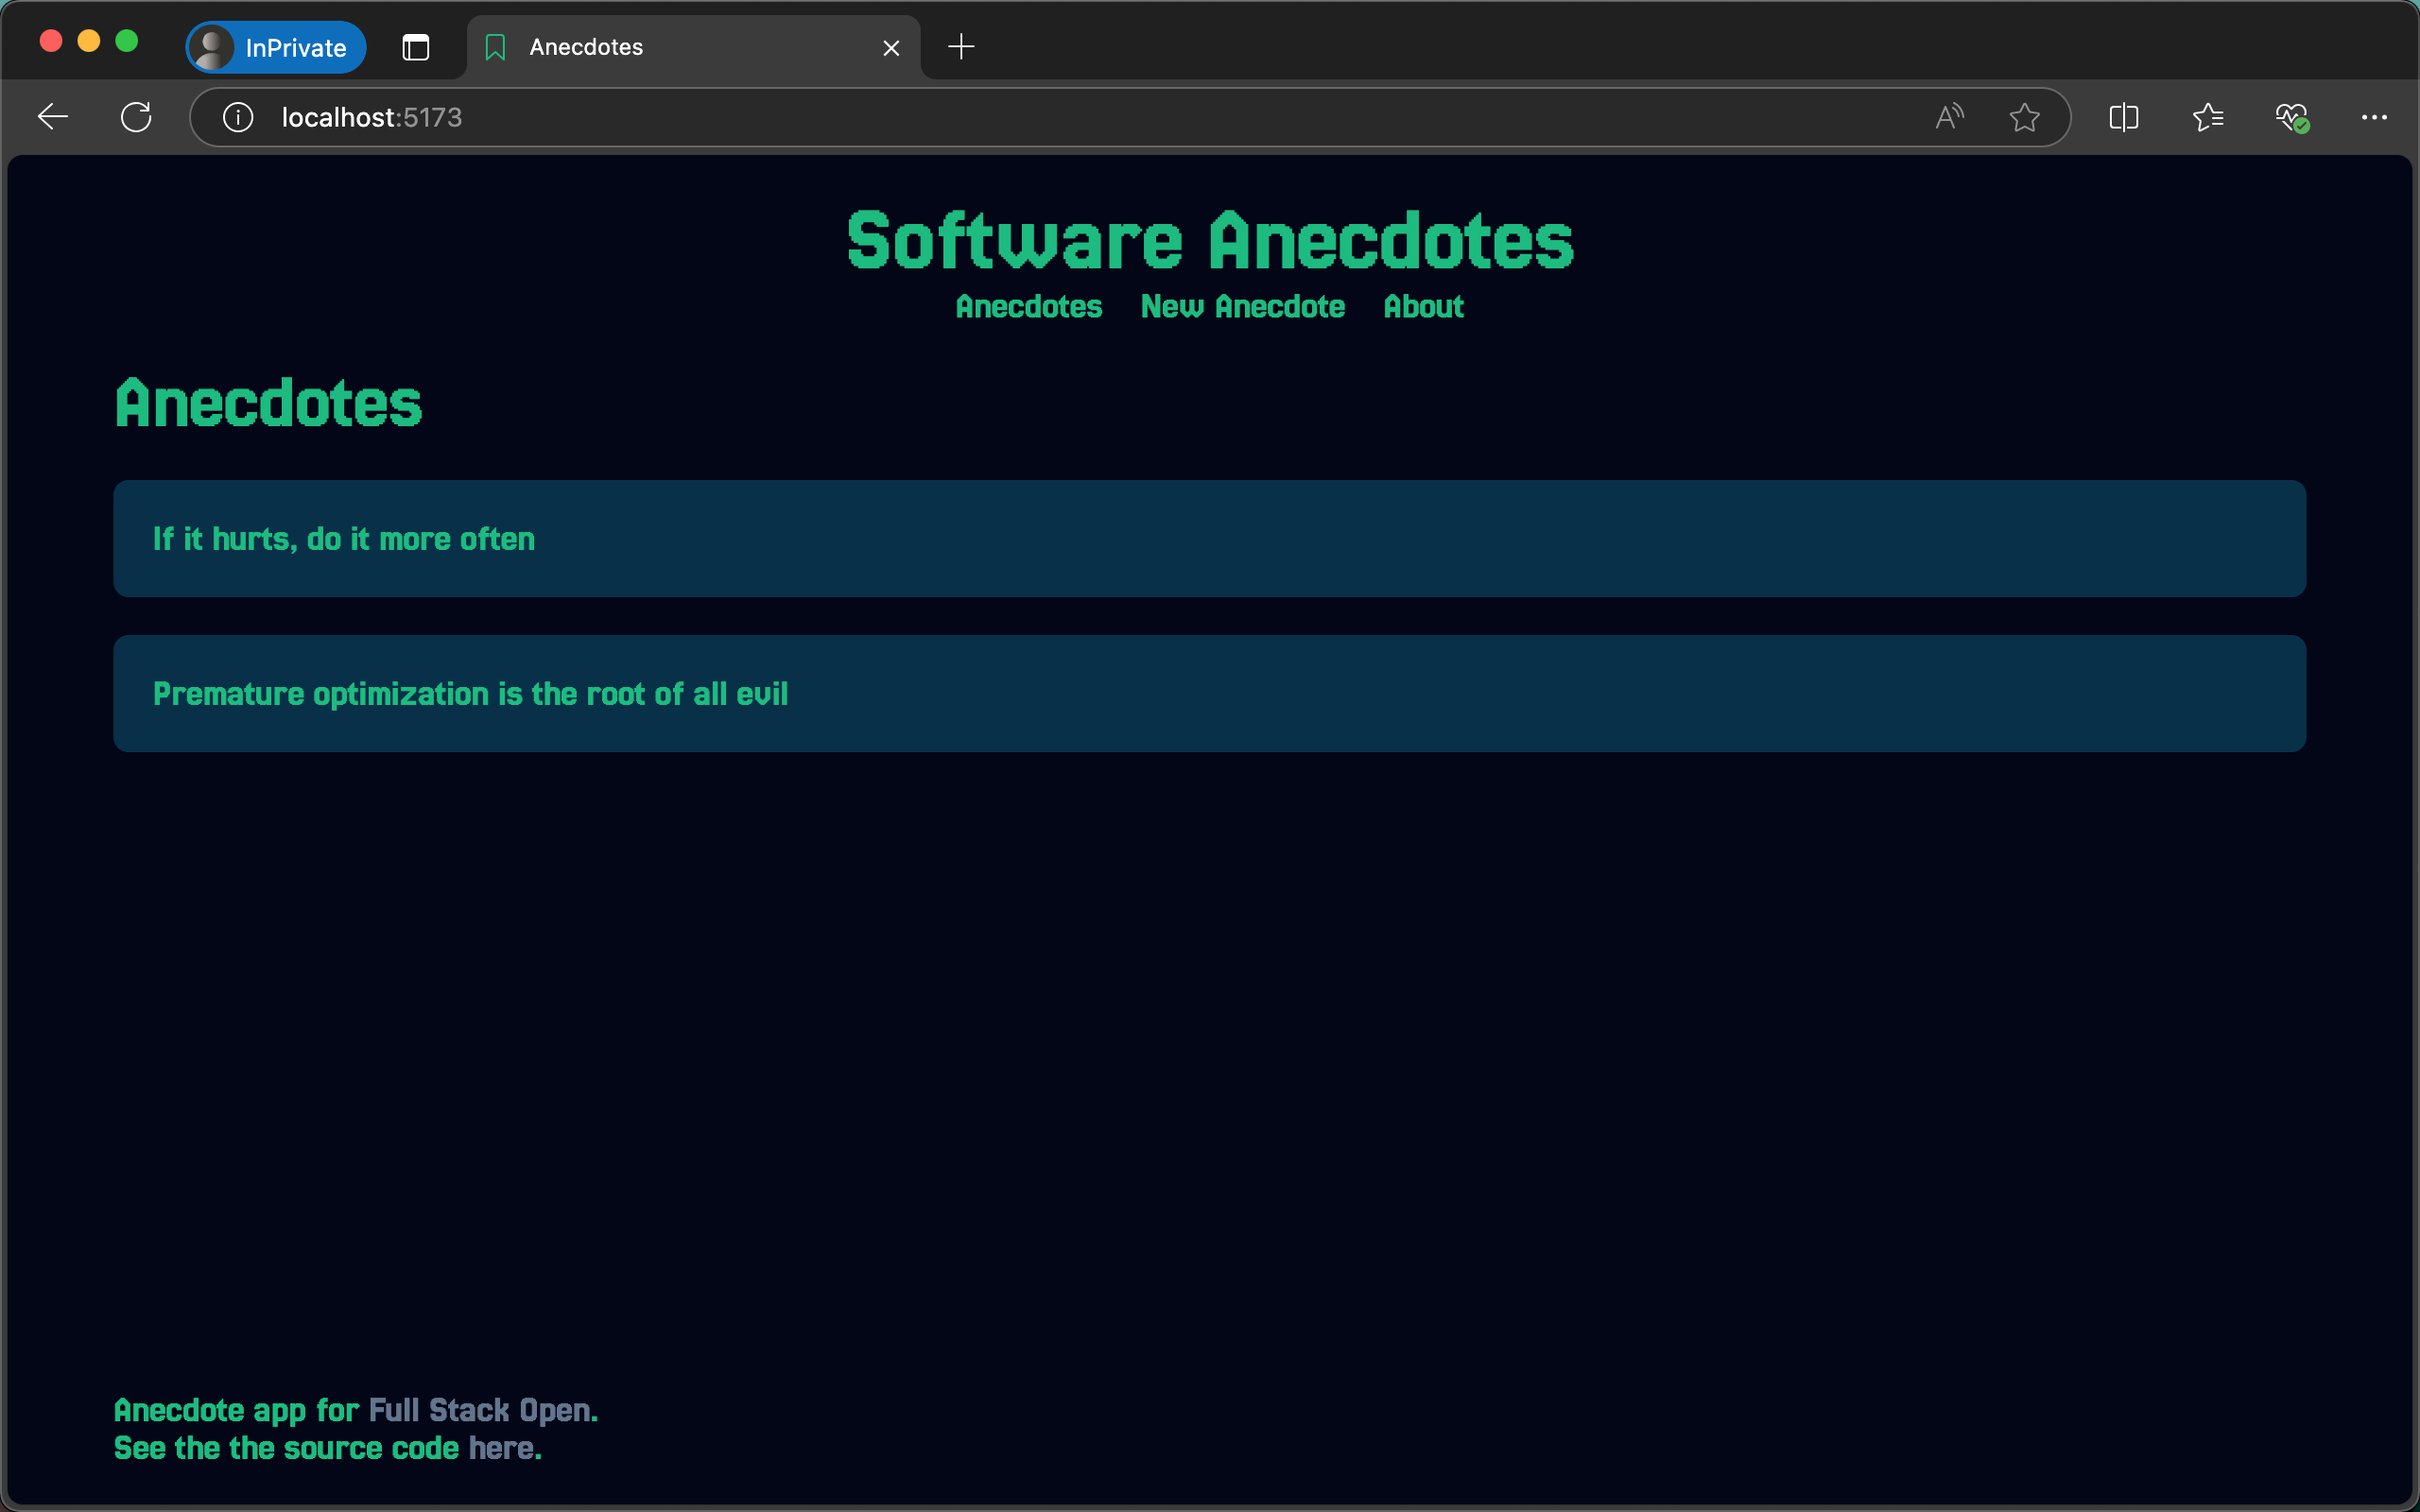 InPrivate
Anecdotes
localhost:5173
Software Anecdotes
Anecdotes New Anecdote About
Anecdotes
If it hurts, do it more often
Premature optimization is the root of all evil
Anecdote app for Full Stack Open.
See the the source code here.